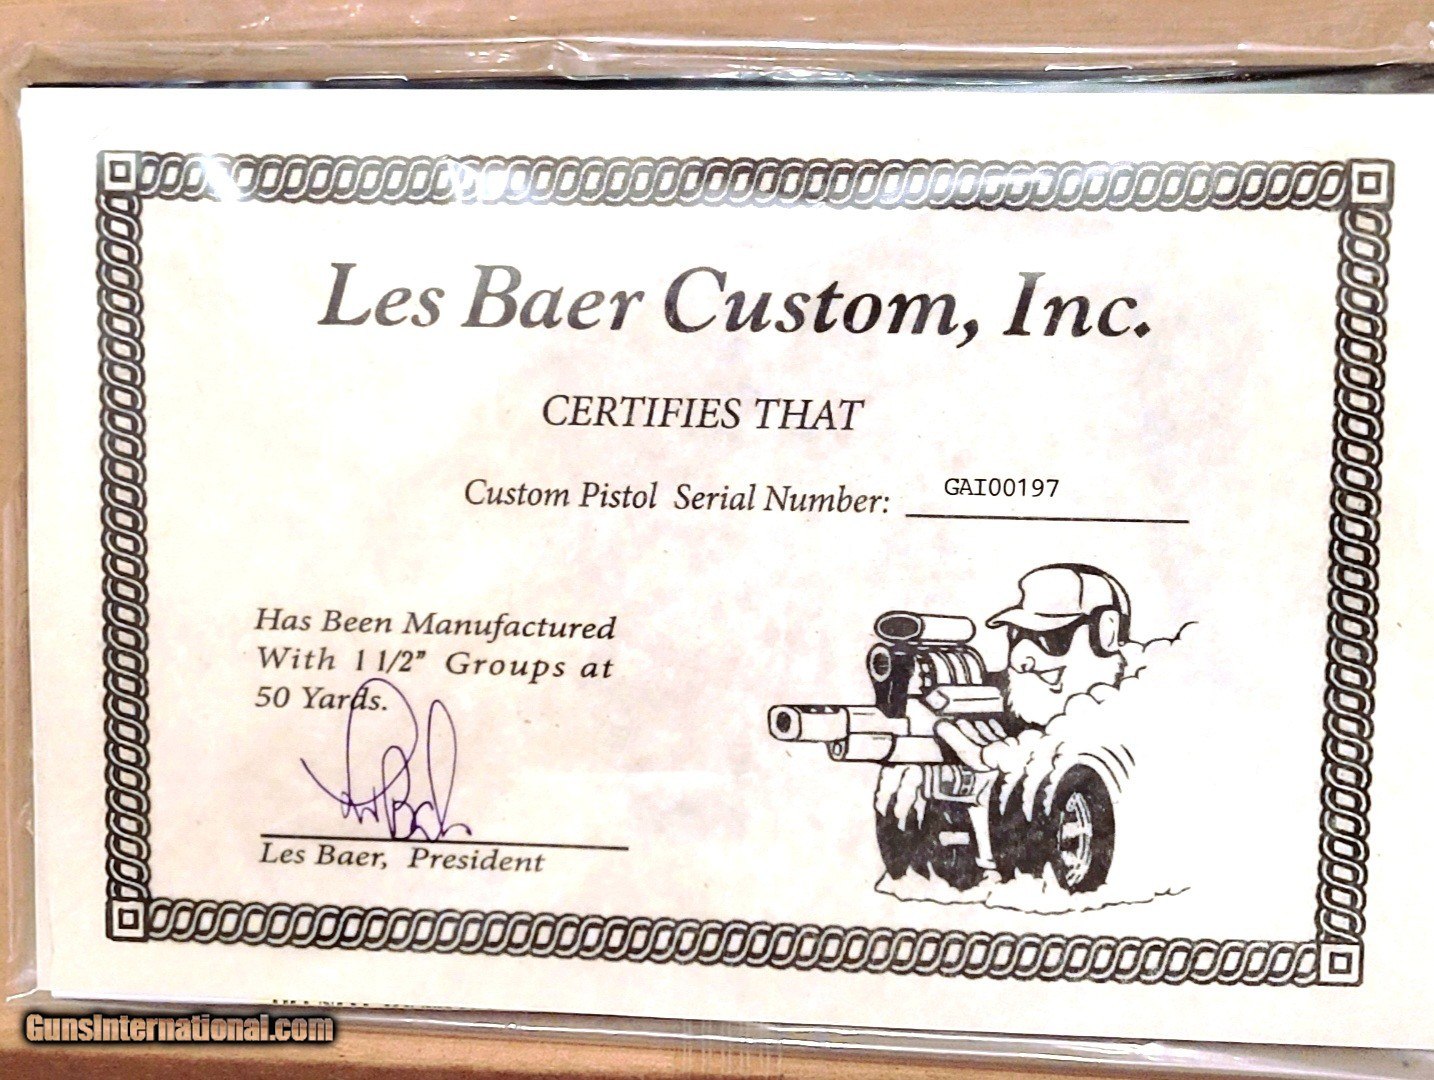 Les Baer Custom, Inc.
CERTIFIES THAT
Custom Pistol Serial Number: GAI00197
Has Been Manufactured
With 1 1/2" Groups at
50 Yards.
Les Baer, President
GunsInternational.com